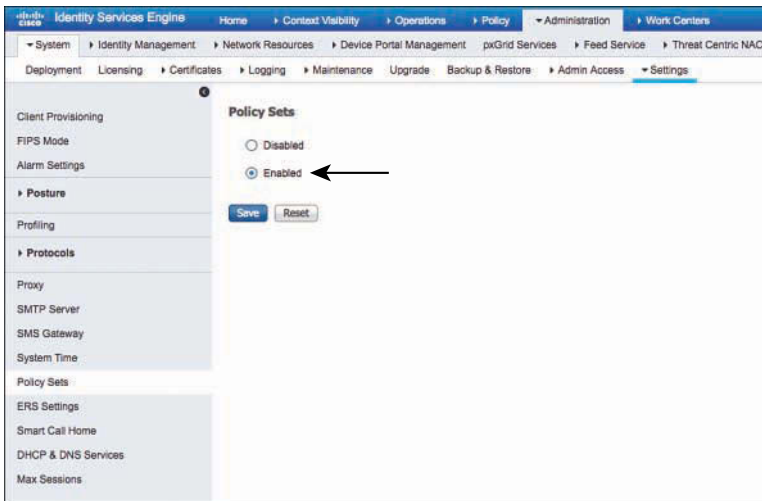 cisco Identity Services Engine Home Context Visibility Operations Policy Administration Work Centers
System Identity Management Network Resources Device Portal Management pxGrid Services Feed Service Threat Centric NAC
Deployment Licensing Certificates Logging Maintenance Upgrade Backup & Restore Admin Access Settings
Client Provisioning
FIPS Mode
Alarm Settings
Posture
Profiling
Protocols
Proxy
SMTP Server
SMS Gateway
System Time
Policy Sets
ERS Settings
Smart Call Home
DHCP & DNS Services
Max Sessions
Policy Sets
Disabled
Enabled
Save Reset